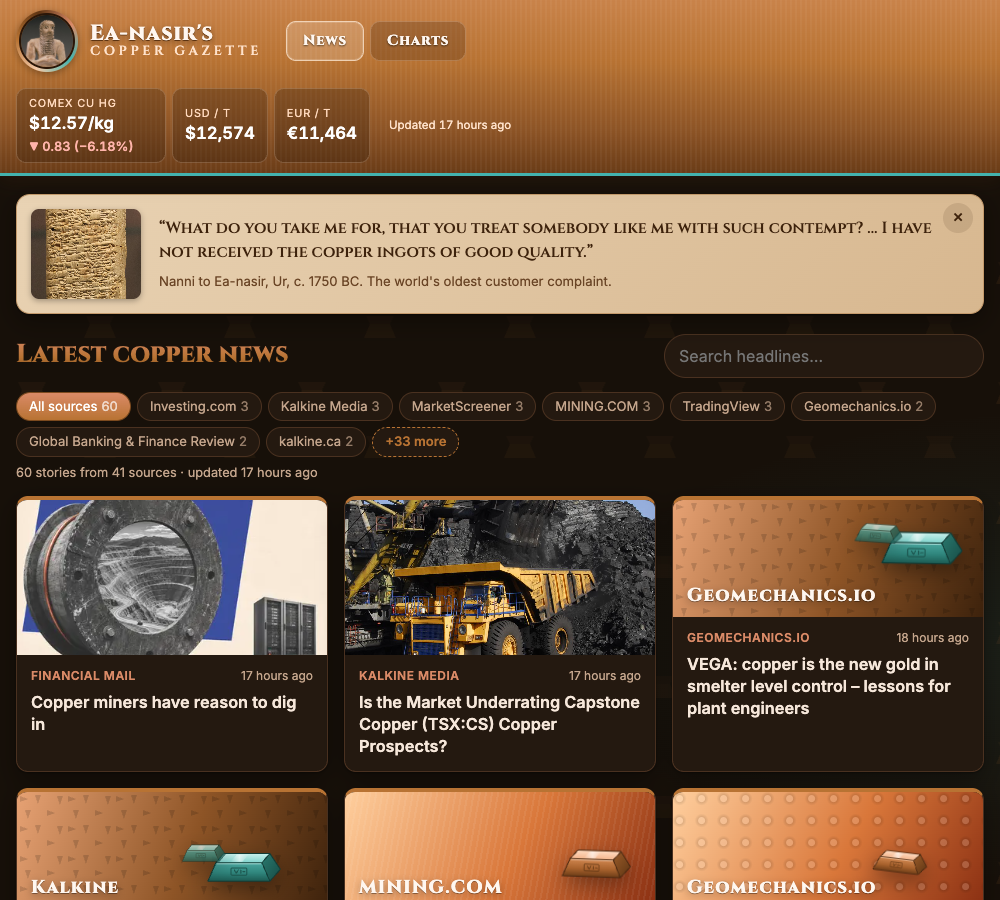 Ea-nasir's
COPPER GAZETTE
News
Charts
COMEX CU HG
$12.57/kg
▼ 0.83 (−6.18%)
USD / T
$12,574
EUR / T
€11,464
Updated 17 hours ago
“What do you take me for, that you treat somebody like me with such contempt? ... I have
not received the copper ingots of good quality.”
Nanni to Ea-nasir, Ur, c. 1750 BC. The world's oldest customer complaint.
×
Latest copper news
Search headlines...
All sources 60
Investing.com 3
Kalkine Media 3
MarketScreener 3
MINING.COM 3
TradingView 3
Geomechanics.io 2
Global Banking & Finance Review 2
kalkine.ca 2
+33 more
60 stories from 41 sources · updated 17 hours ago
FINANCIAL MAIL
17 hours ago
Copper miners have reason to dig
in
KALKINE MEDIA
17 hours ago
Is the Market Underrating Capstone
Copper (TSX:CS) Copper
Prospects?
Geomechanics.io
GEOMECHANICS.IO
18 hours ago
VEGA: copper is the new gold in
smelter level control – lessons for
plant engineers
Kalkine
MINING.COM
Geomechanics.io